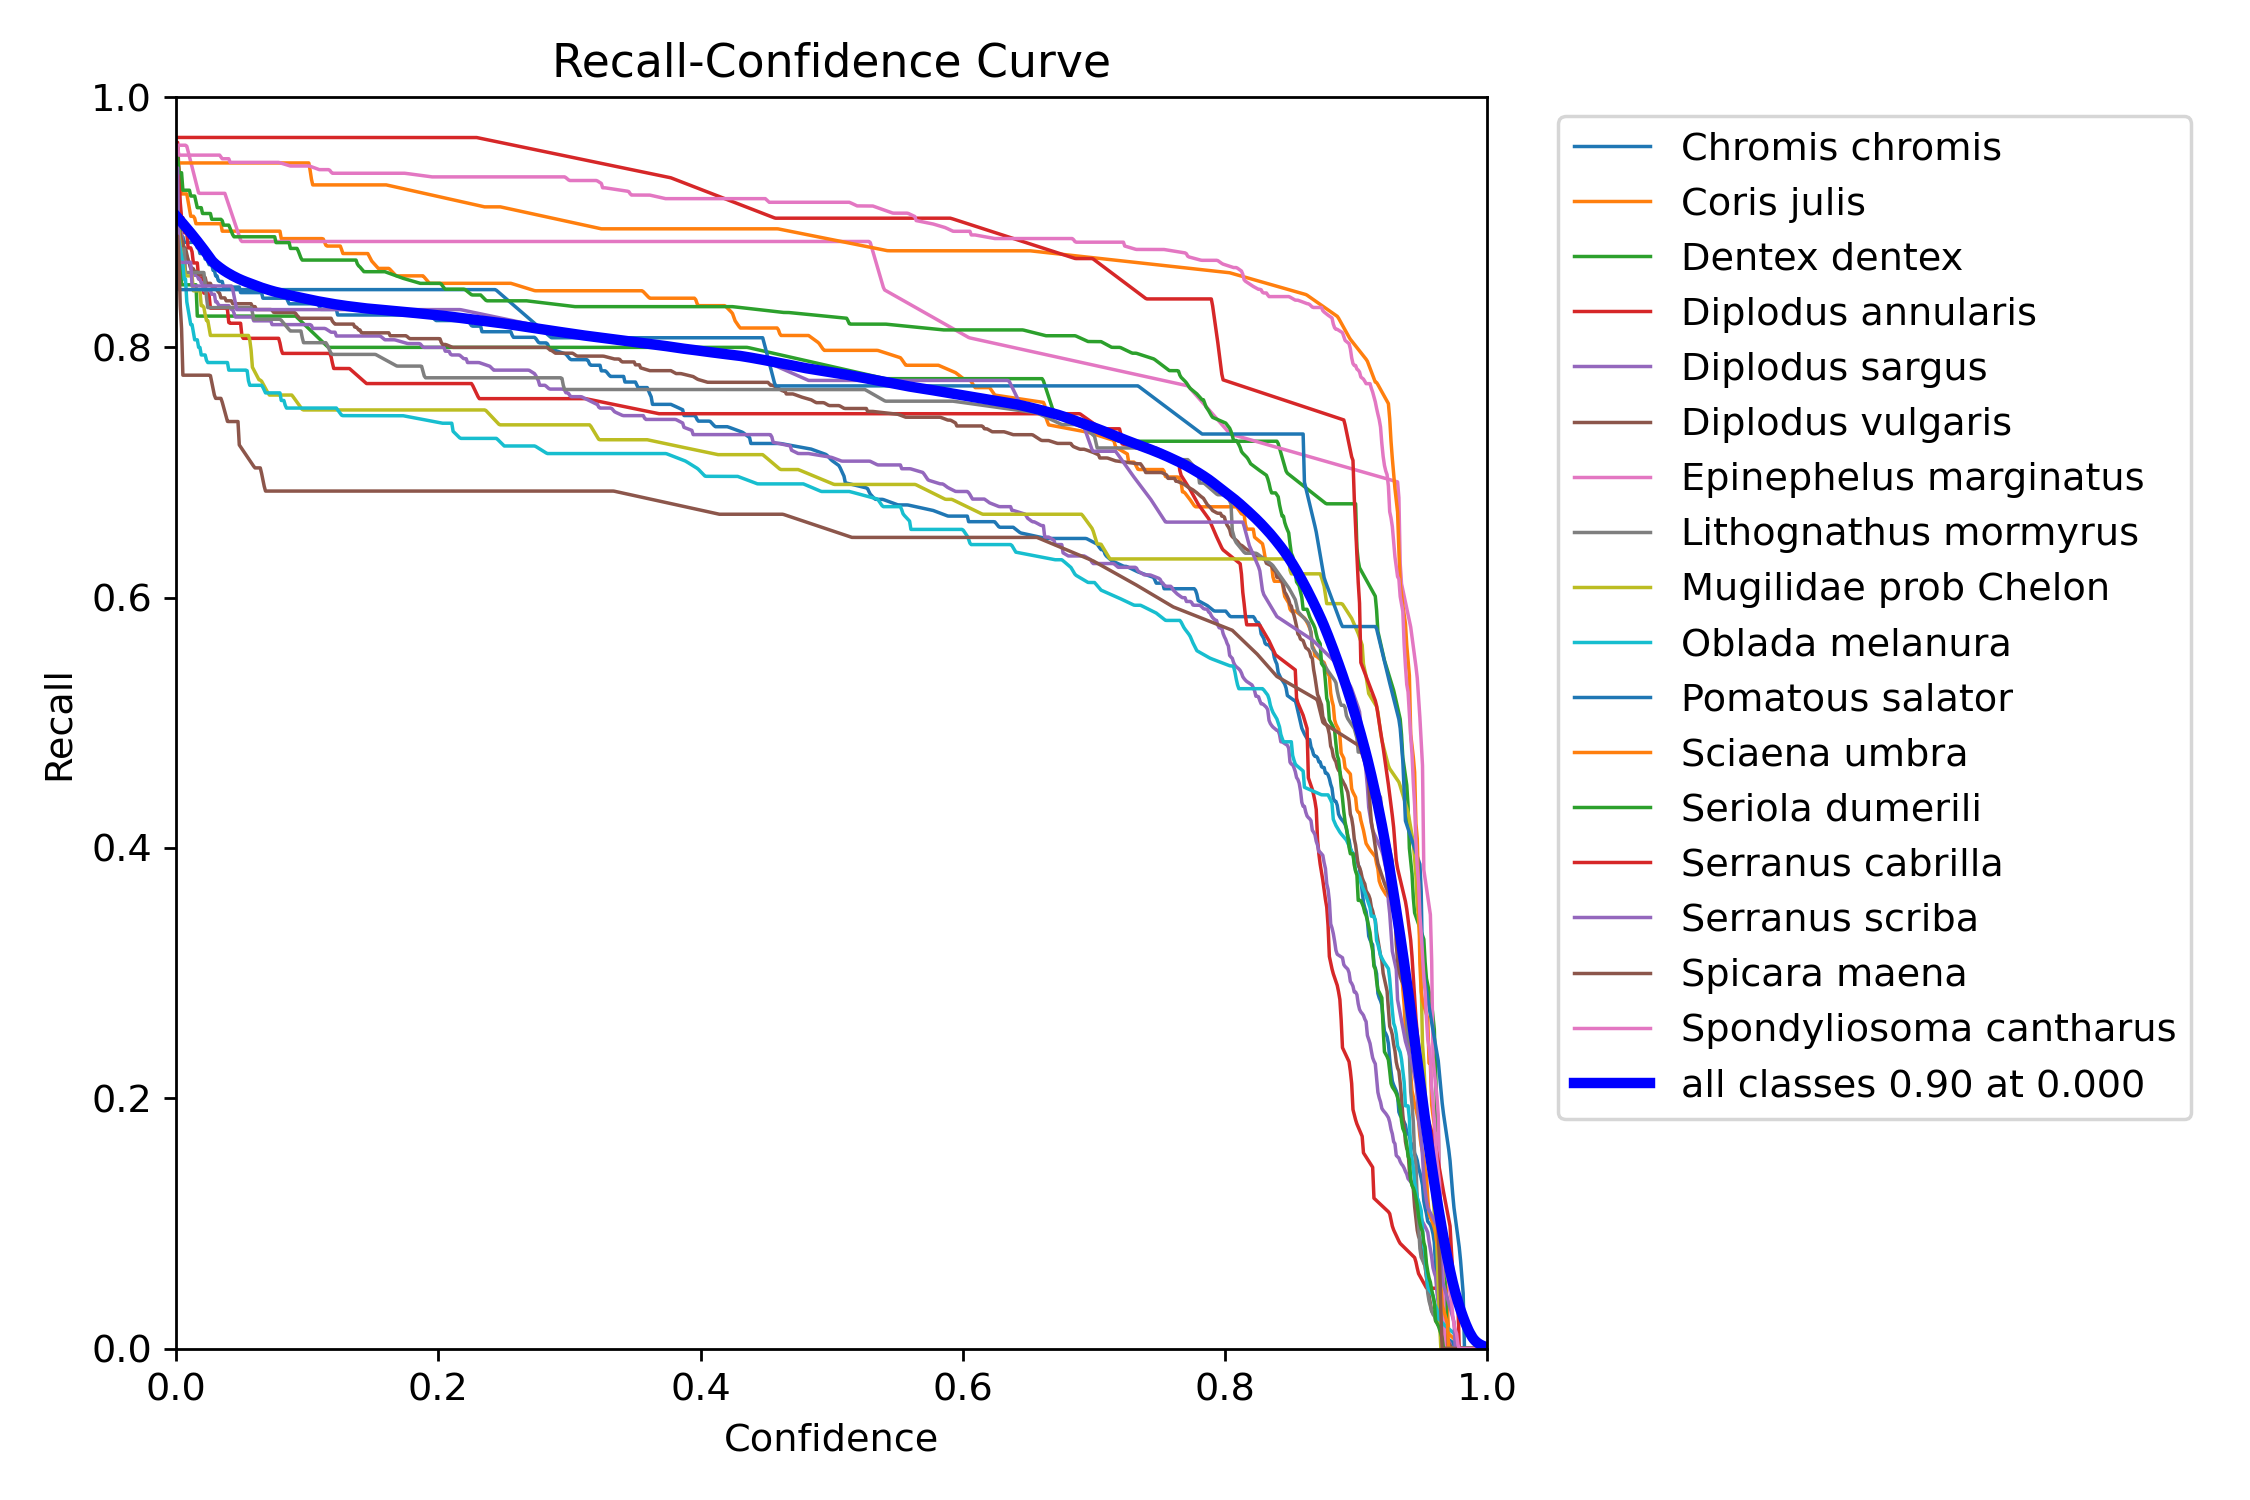 Recall-Confidence Curve
1.0
0.8
0.6
0.4
0.2
0.0
Recall
0.0 0.2 0.4 0.6 0.8 1.0
Confidence
Chromis chromis
Coris julis
Dentex dentex
Diplodus annularis
Diplodus sargus
Diplodus vulgaris
Epinephelus marginatus
Lithognathus mormyrus
Mugilidae prob Chelon
Oblada melanura
Pomatous salator
Sciaena umbra
Seriola dumerili
Serranus cabrilla
Serranus scriba
Spicara maena
Spondyliosoma cantharus
all classes 0.90 at 0.000